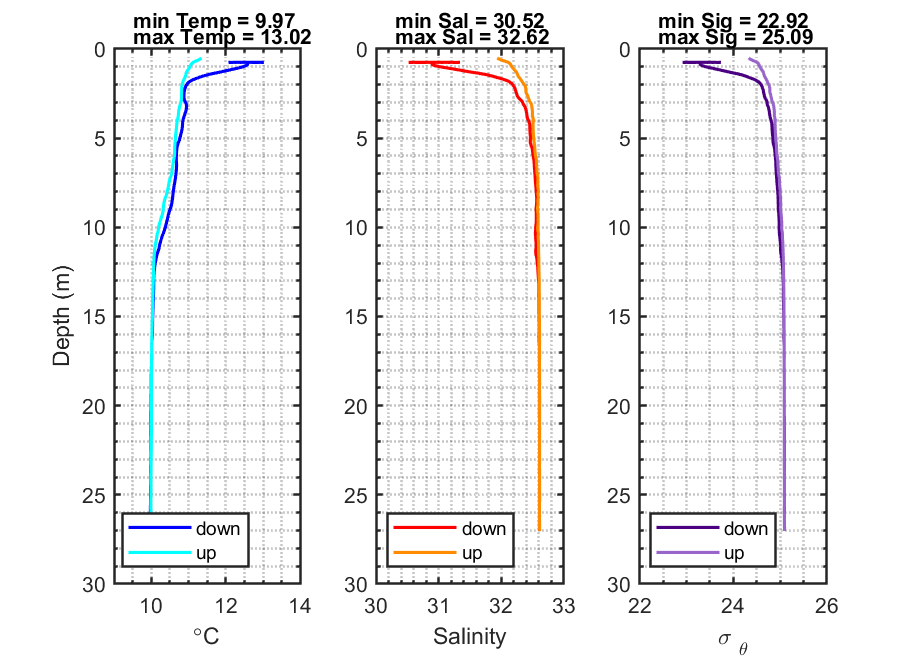 min Temp = 9.97
max Temp = 13.02
min Sal = 30.52
max Sal = 32.62
min Sig = 22.92
max Sig = 25.09
0
5
10
15
20
25
30
Depth (m)
10 12 14
°C
down
up
0
5
10
15
20
25
30
30 31 32 33
Salinity
down
up
0
5
10
15
20
25
30
22 24 26
σ θ
down
up